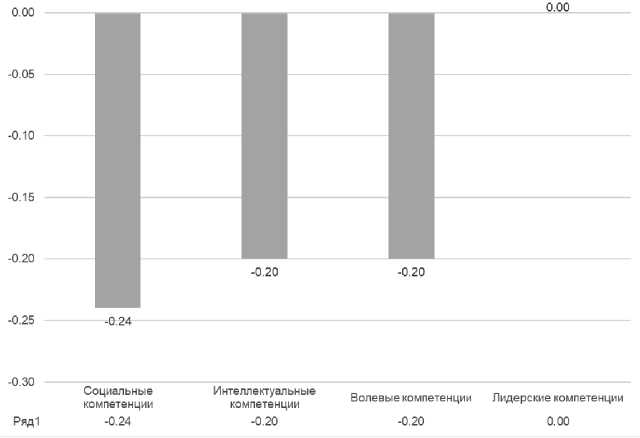 0.00
0.00
-0.05
-0.10
-0.15
-0.20
-0.20
-0.20
-0.25
-0.24
-0.30
Социальные
компетенции
Интеллектуальные
компетенции
Волевые компетенции
Лидерские компетенции
Ряд1
-0.24
-0.20
-0.20
0.00